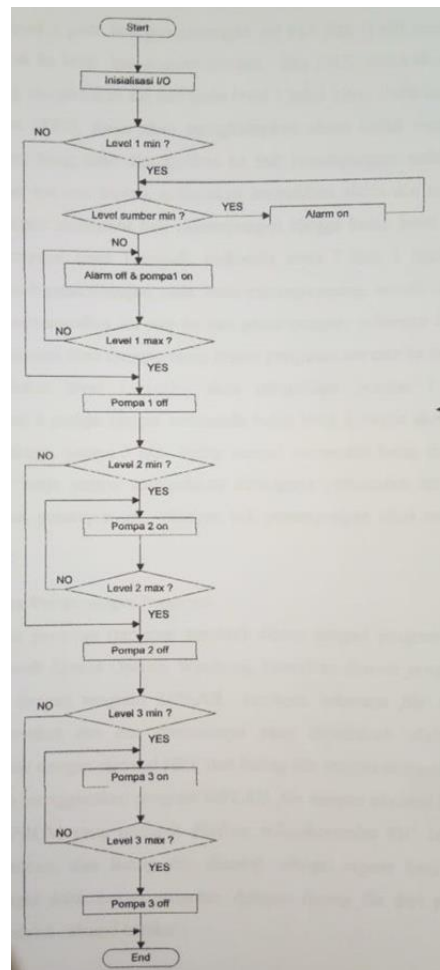 Start
Inisialisasi I/O
NO
Level 1 min ?
YES
Level sumber min ?
YES
Alarm on
NO
Alarm off & pompa1 on
NO
Level 1 max ?
YES
Pompa 1 off
NO
Level 2 min ?
YES
Pompa 2 on
NO
Level 2 max ?
YES
Pompa 2 off
NO
Level 3 min ?
YES
Pompa 3 on
NO
Level 3 max ?
YES
Pompa 3 off
End